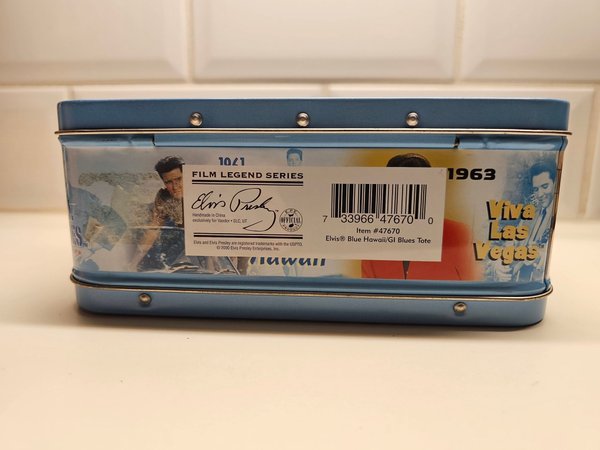 1961
FILM LEGEND SERIES
Elvis Presley
Handmade in China
exclusively for Vandor • SLC, UT
OFFICIAL
Elvis and Elvis Presley are registered trademarks with the USPTO.
© 2000 Elvis Presley Enterprises, Inc.
7 33966 47670 0
Item #47670
Elvis® Blue Hawaii/GI Blues Tote
Hawaii
1963
Viva
Las
Vegas